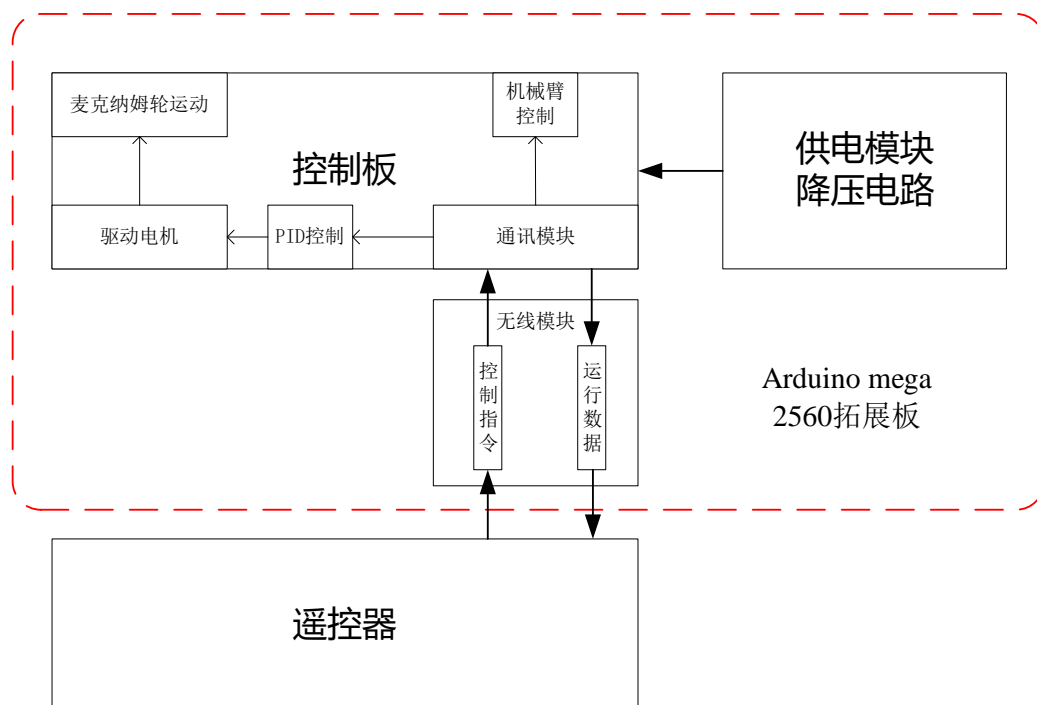 麦克纳姆轮运动
机械臂
控制
控制板
供电模块
降压电路
驱动电机
PID控制
通讯模块
无线模块
控制指令
运行数据
Arduino mega
2560拓展板
遥控器